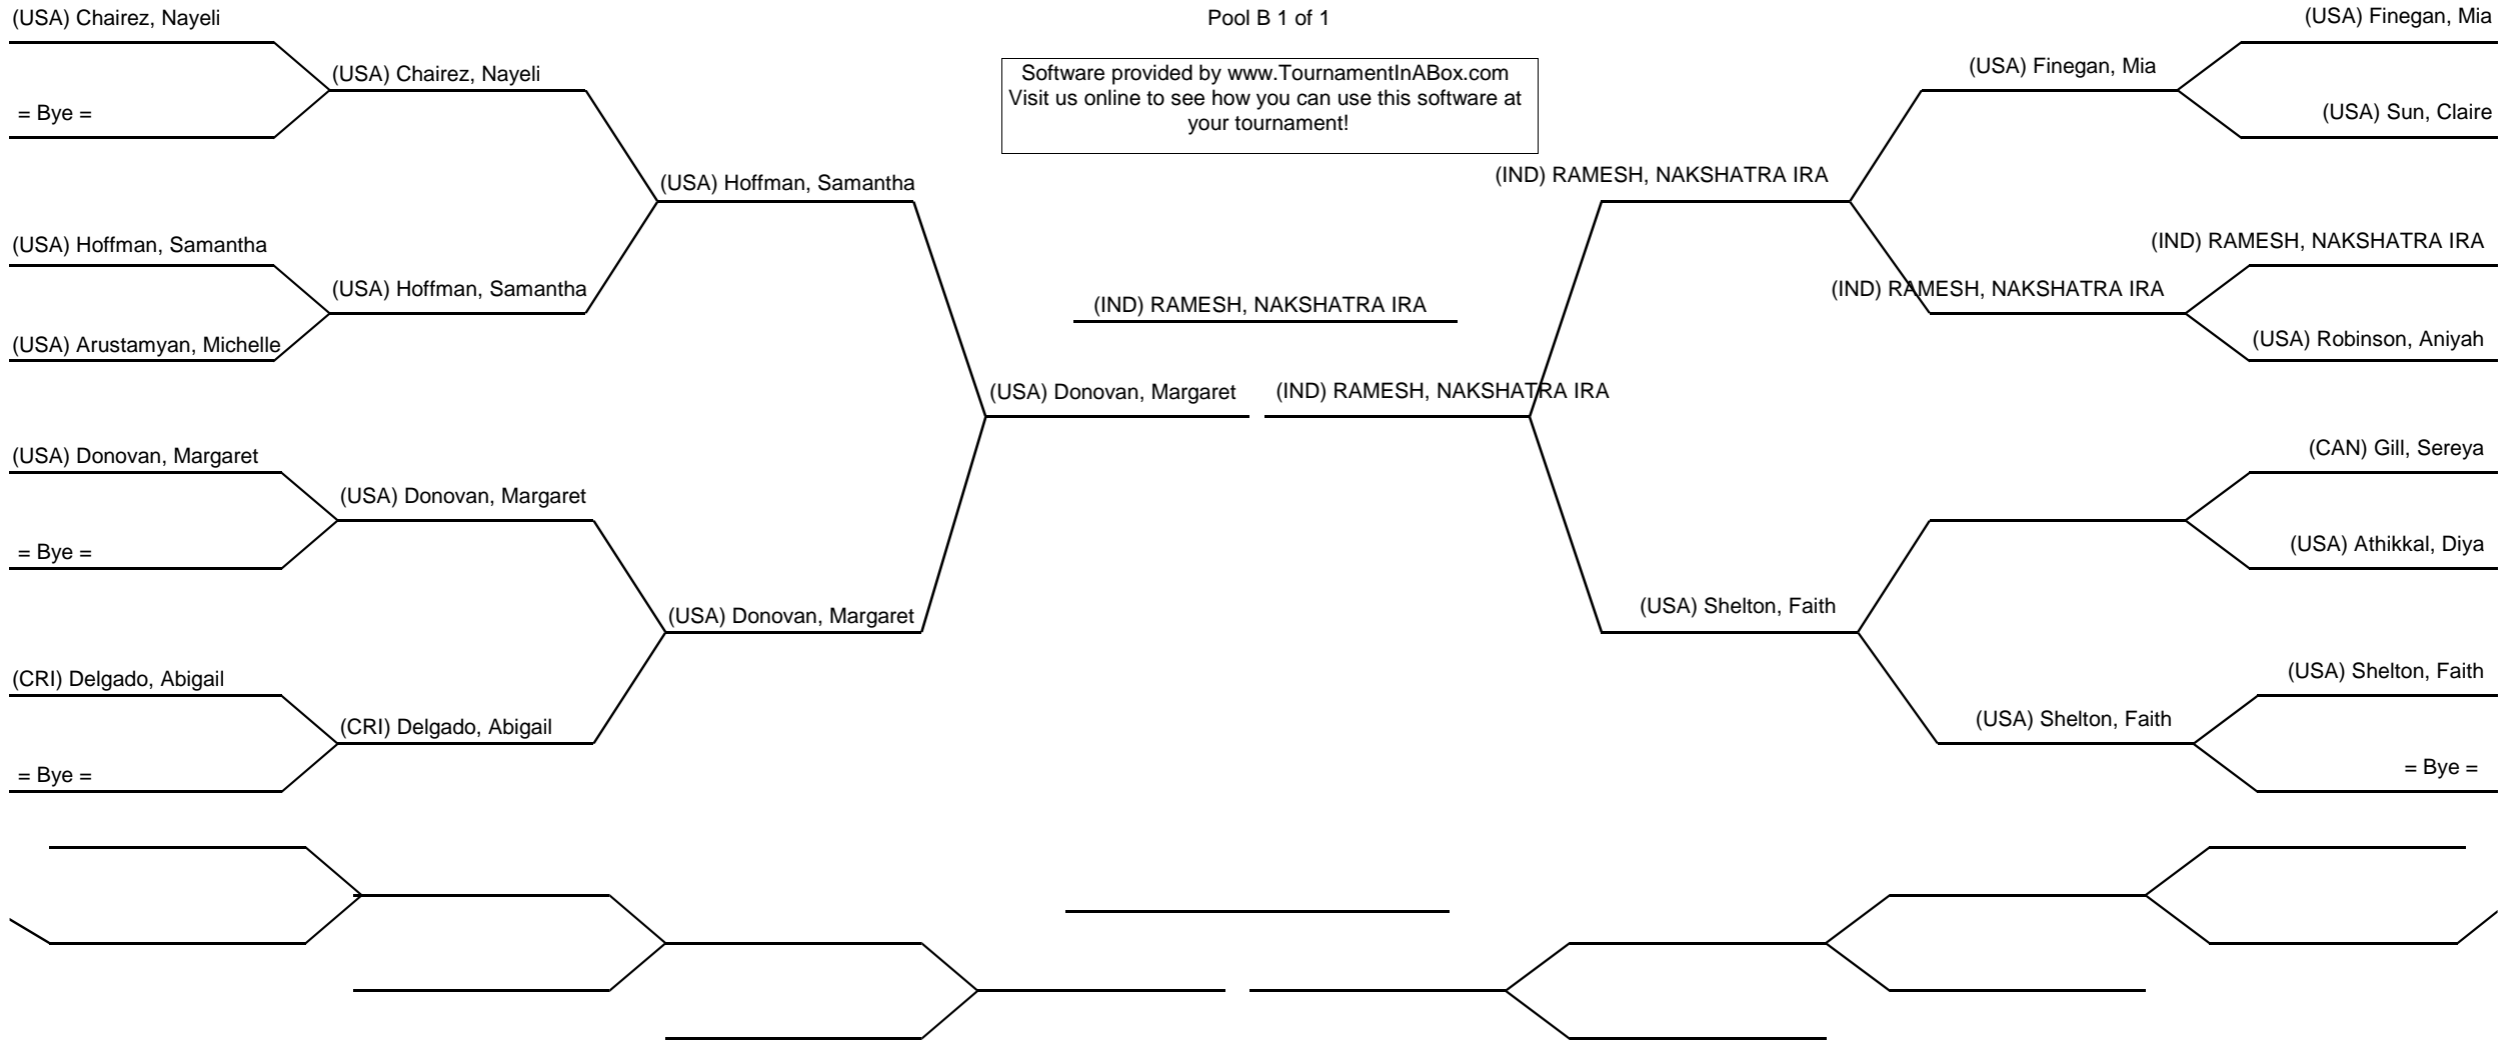 (USA) Chairez, Nayeli
= Bye =
(USA) Hoffman, Samantha
(USA) Arustamyan, Michelle
(USA) Donovan, Margaret
= Bye =
(CRI) Delgado, Abigail
= Bye =
(USA) Chairez, Nayeli
(USA) Hoffman, Samantha
(USA) Donovan, Margaret
(CRI) Delgado, Abigail
(USA) Hoffman, Samantha
(USA) Donovan, Margaret
(USA) Donovan, Margaret
Pool B 1 of 1
Software provided by www.TournamentInABox.com
Visit us online to see how you can use this software at
your tournament!
(IND) RAMESH, NAKSHATRA IRA
(IND) RAMESH, NAKSHATRA IRA
(IND) RAMESH, NAKSHATRA IRA
(USA) Shelton, Faith
(USA) Finegan, Mia
(IND) RAMESH, NAKSHATRA IRA
(USA) Shelton, Faith
(USA) Finegan, Mia
(USA) Sun, Claire
(IND) RAMESH, NAKSHATRA IRA
(USA) Robinson, Aniyah
(CAN) Gill, Sereya
(USA) Athikkal, Diya
(USA) Shelton, Faith
= Bye =